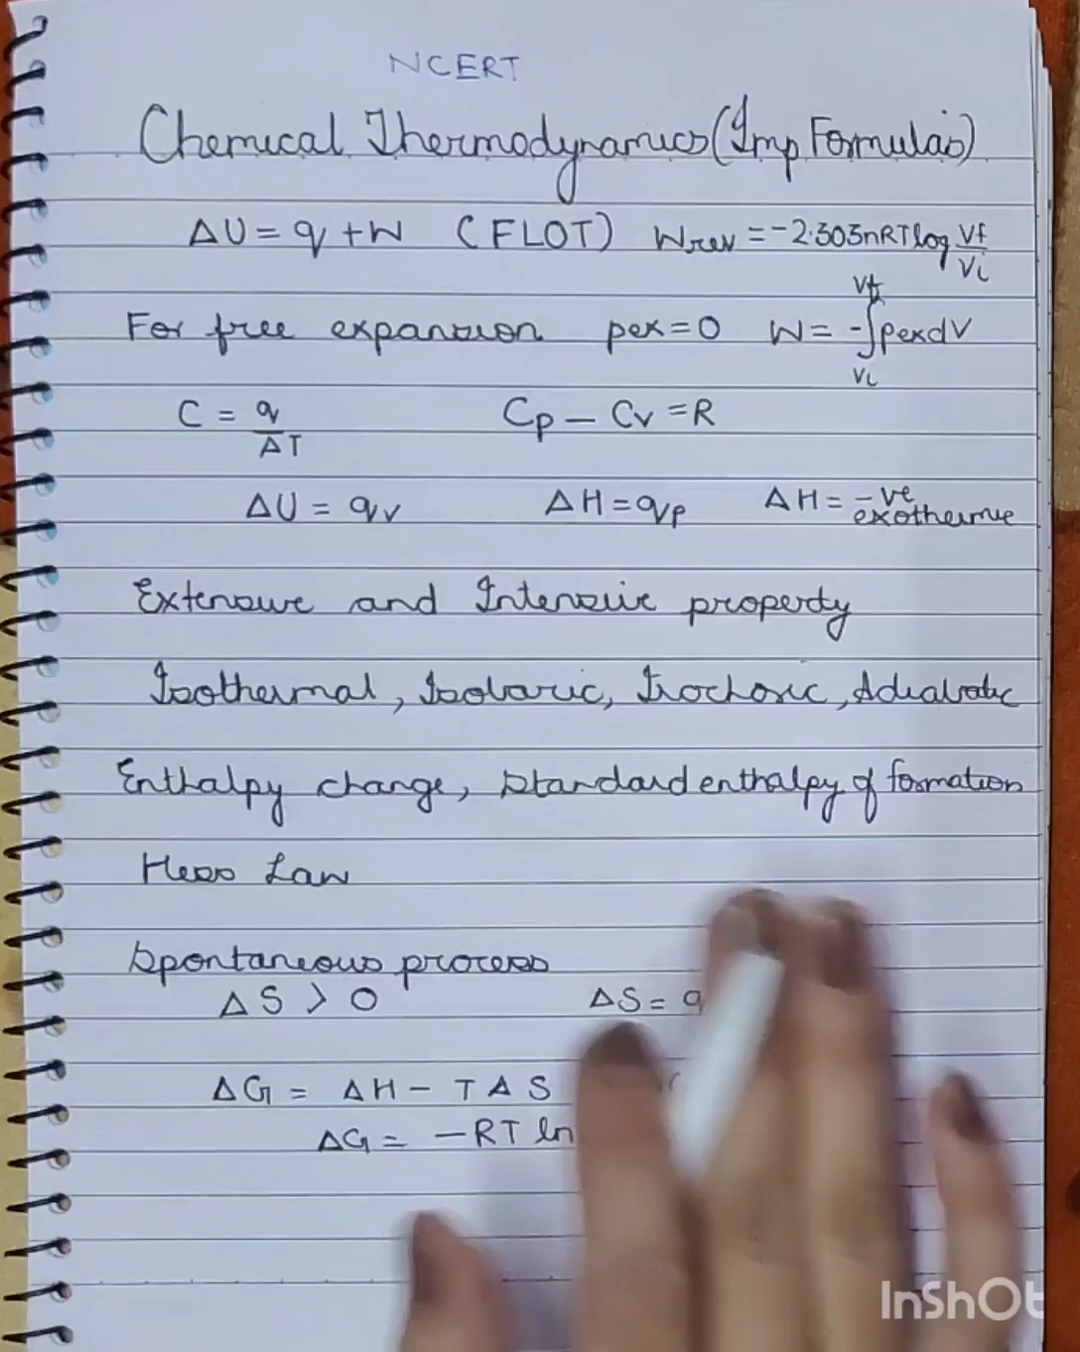 NCERT
Chemical Thermodynamics (Imp Formulas)
ΔU = q + W (FLOT) Wrev = -2.303nRT log Vf/Vi
For free expansion pex = 0 W = -∫ pexdV Vf Vi
C = q/ΔT Cp - Cv = R
ΔU = qv ΔH = qp ΔH = -ve exothermic
Extensive and Intensive property
Isothermal, Isobaric, Isochoric, Adiabatic
Enthalpy change, standard enthalpy of formation
Hess Law
Spontaneous process
ΔS > 0 ΔS = q
ΔG = ΔH - TΔS
ΔG = -RT ln
InShOt